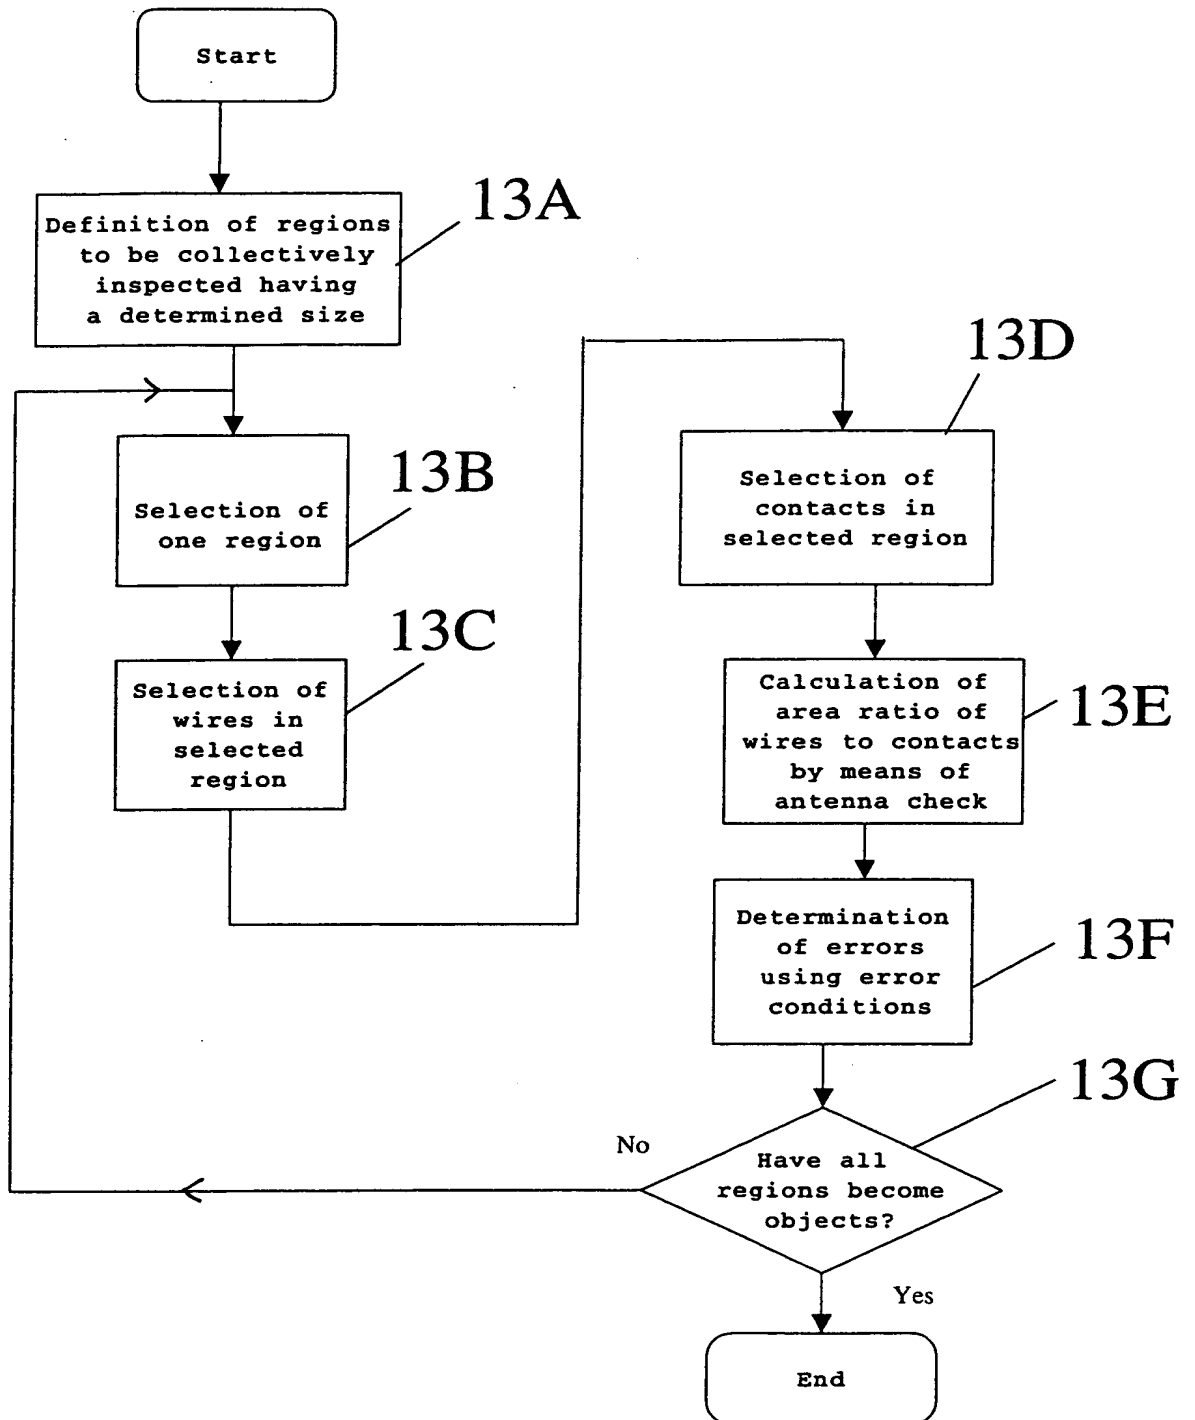 Start
13A
Definition of regions
to be collectively
inspected having
a determined size
13B
Selection of
one region
13C
Selection of
wires in
selected
region
13D
Selection of
contacts in
selected region
13E
Calculation of
area ratio of
wires to contacts
by means of
antenna check
13F
Determination
of errors
using error
conditions
13G
No
Have all
regions become
objects?
Yes
End